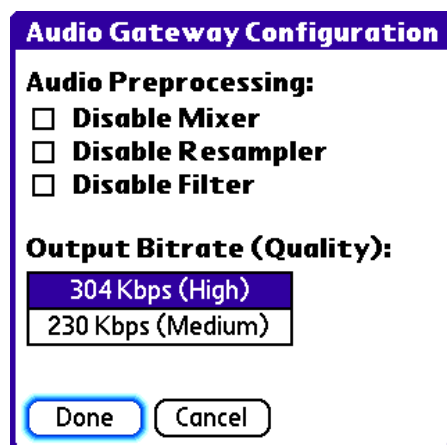 Audio Gateway Configuration
Audio Preprocessing:
Disable Mixer
Disable Resampler
Disable Filter
Output Bitrate (Quality):
304 Kbps (High)
230 Kbps (Medium)
Done Cancel